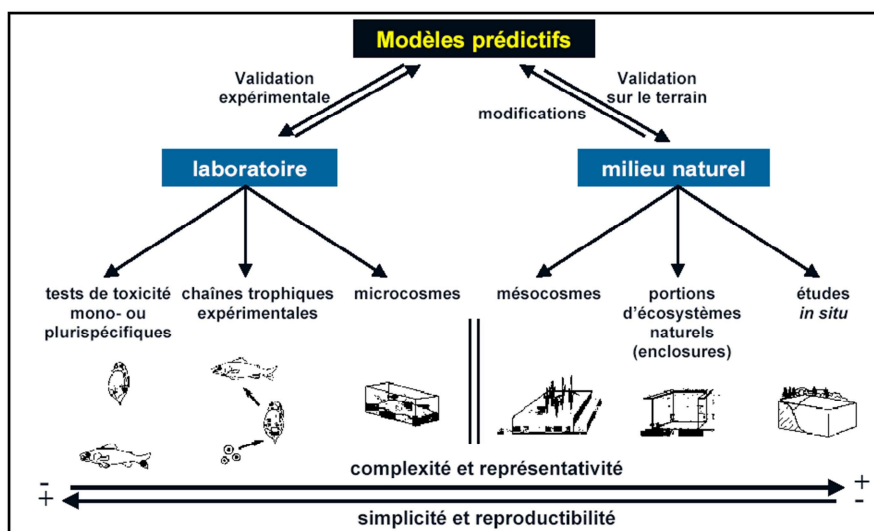 Modèles prédictifs
Validation
expérimentale
Validation
sur le terrain
modifications
laboratoire
milieu naturel
tests de toxicité
mono- ou
plurispécifiques
chaînes trophiques
expérimentales
microcosmes
mésocosmes
portions
d'écosystèmes
naturels
(enclosures)
études
in situ
complexité et représentativité
- +
+ -
simplicité et reproductibilité